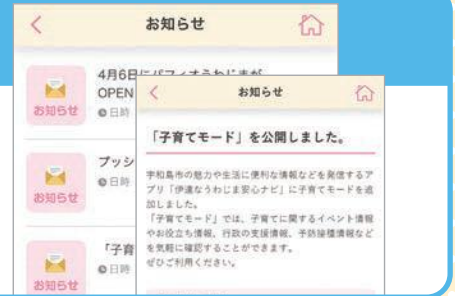 お知らせ
4月6日にパフィオうわじまが
OPEN
お知らせ
日時
プッシ
お知らせ
日時
「子育
お知らせ
日時
お知らせ
「子育てモード」を公開しました。
宇和島市の魅力や生活に便利な情報などを発信するア
プリ「伊達なうわじま安心ナビ」に子育てモードを追
加しました。
「子育てモード」では、子育てに関するイベント情報
やお役立ち情報、行政の支援情報、予防接種情報など
を気軽に確認することができます。
ぜひご利用ください。